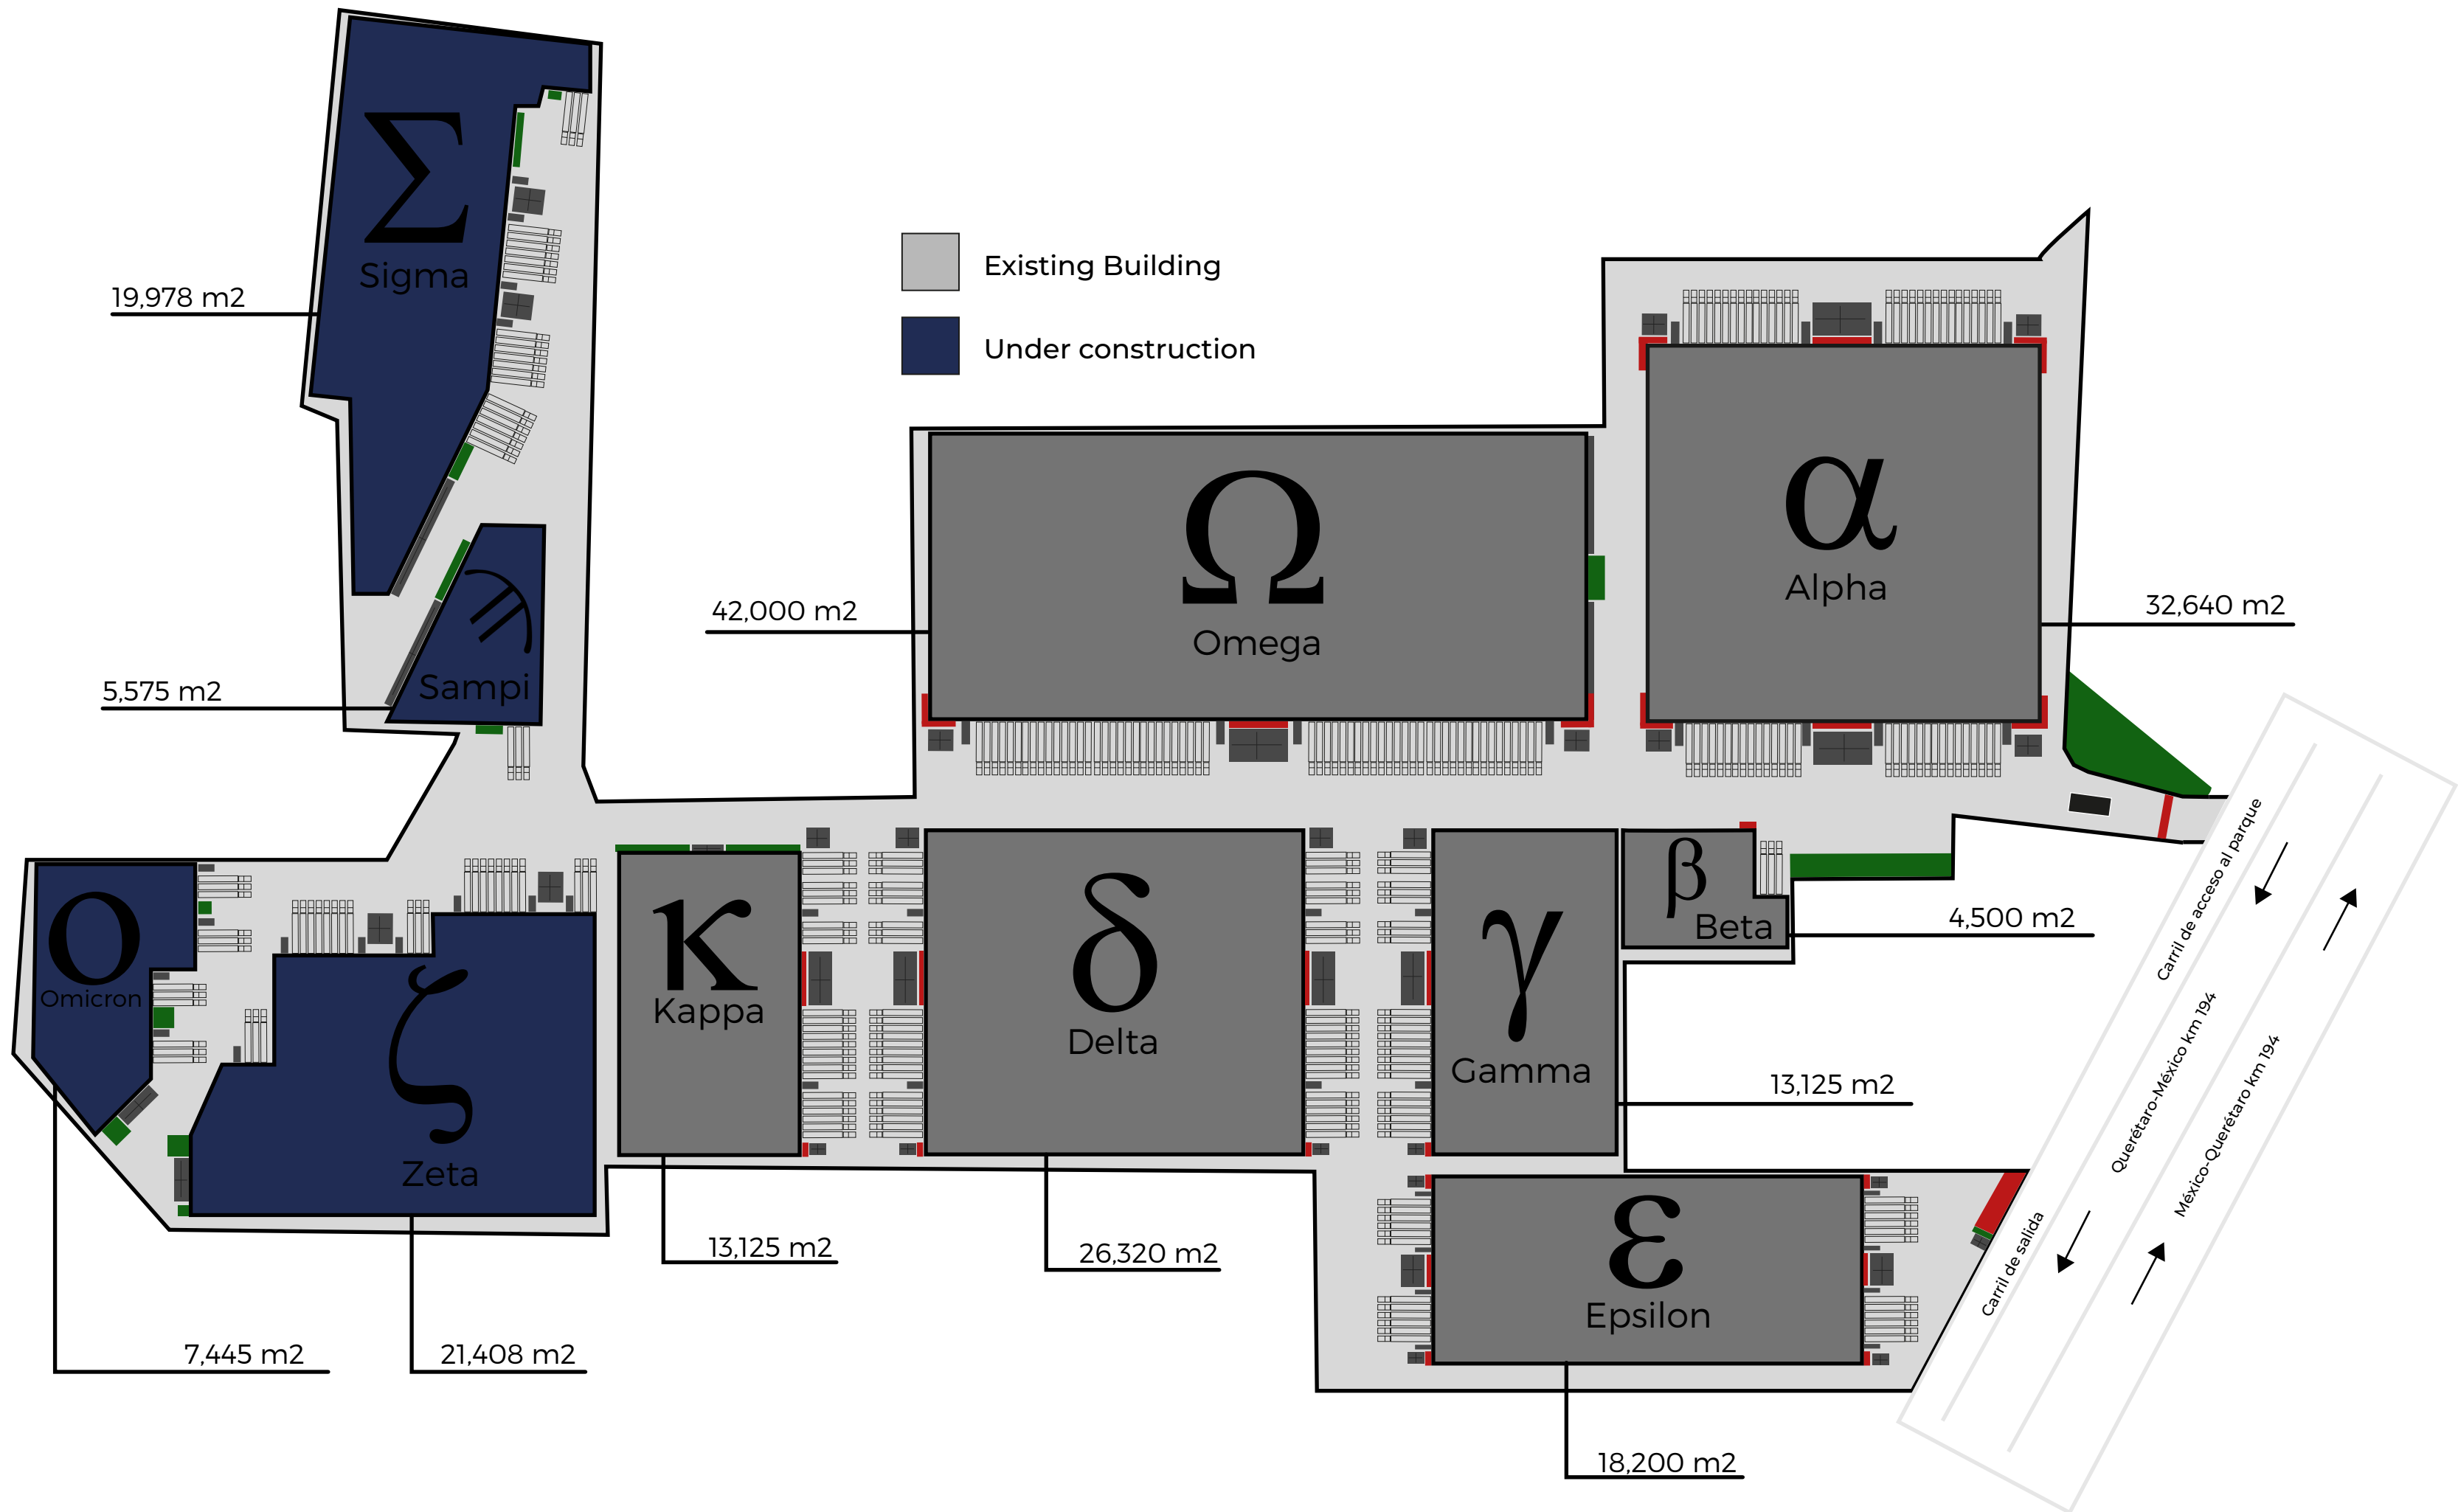 Σ
Sigma
19,978 m2
Existing Building
Under construction
Ω
Omega
42,000 m2
α
Alpha
32,640 m2
ϡ
Sampi
5,575 m2
ο
Omicron
7,445 m2
ζ
Zeta
21,408 m2
κ
Kappa
13,125 m2
δ
Delta
26,320 m2
γ
Gamma
13,125 m2
β
Beta
4,500 m2
ε
Epsilon
18,200 m2
Carril de acceso al parque
Querétaro-México km 194
México-Querétaro km 194
Carril de salida